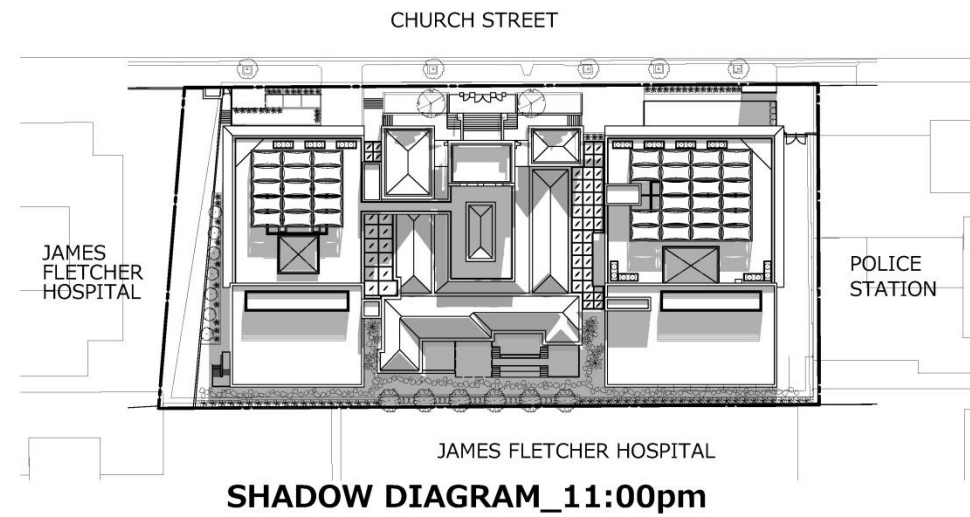 CHURCH STREET
JAMES
FLETCHER
HOSPITAL
POLICE
STATION
JAMES FLETCHER HOSPITAL
SHADOW DIAGRAM_11:00pm